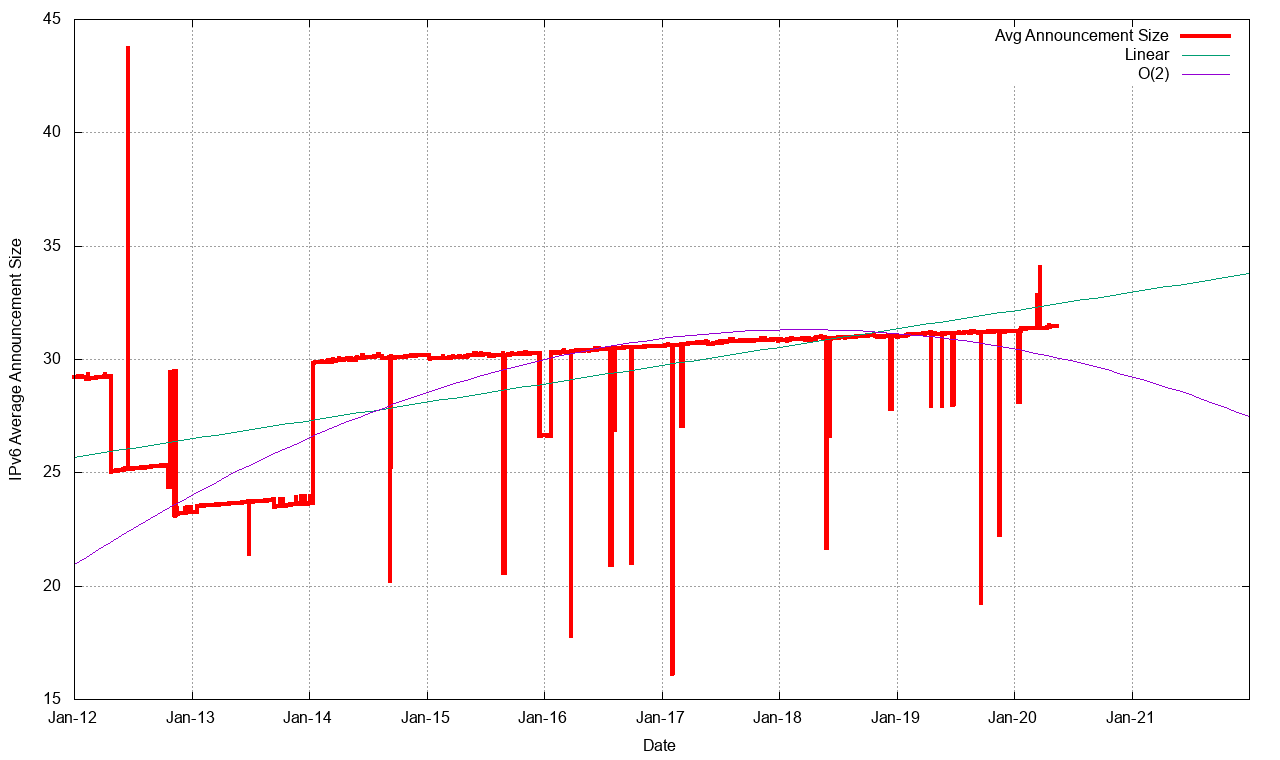 45
40
35
30
25
20
15
IPv6 Average Announcement Size
Avg Announcement Size
Linear
O(2)
Jan-12 Jan-13 Jan-14 Jan-15 Jan-16 Jan-17 Jan-18 Jan-19 Jan-20 Jan-21
Date